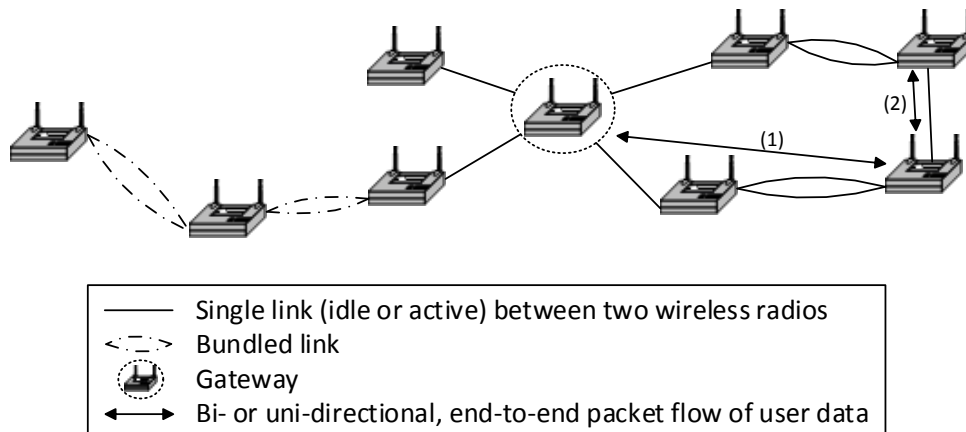 (2)
(1)
Single link (idle or active) between two wireless radios
Bundled link
Gateway
Bi- or uni-directional, end-to-end packet flow of user data